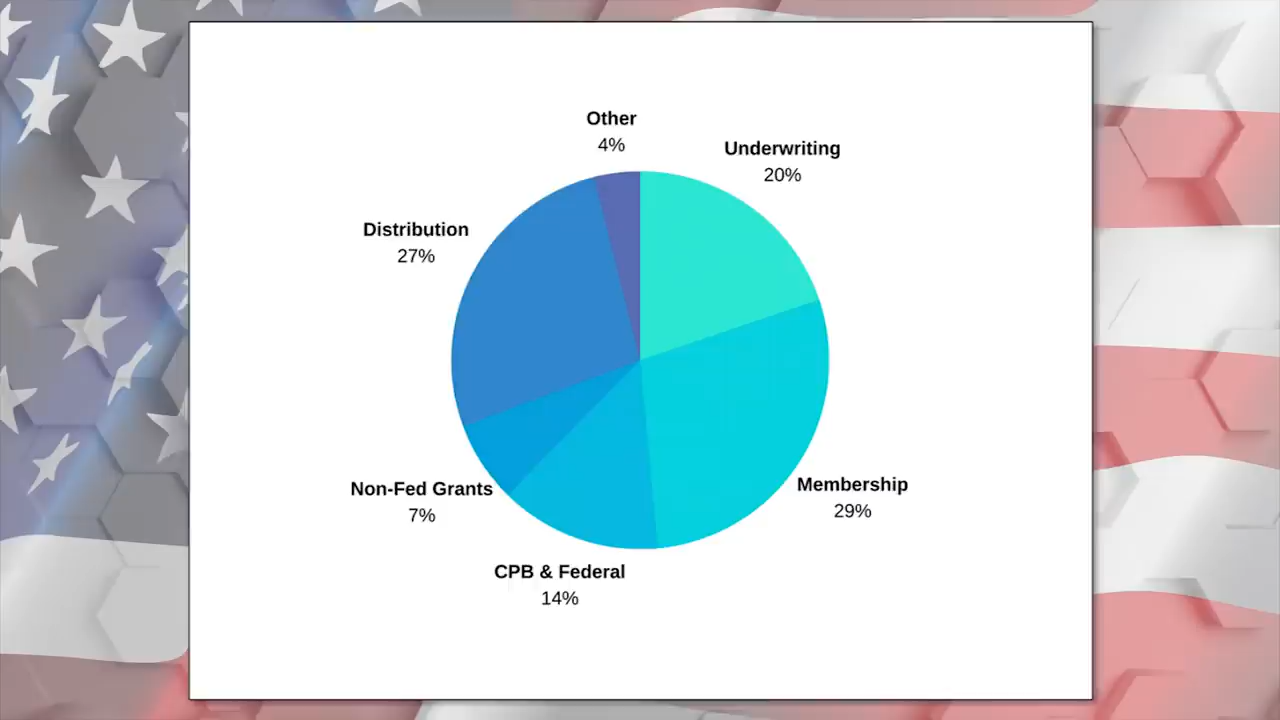 Other
4%
Underwriting
20%
Distribution
27%
Membership
29%
Non-Fed Grants
7%
CPB & Federal
14%